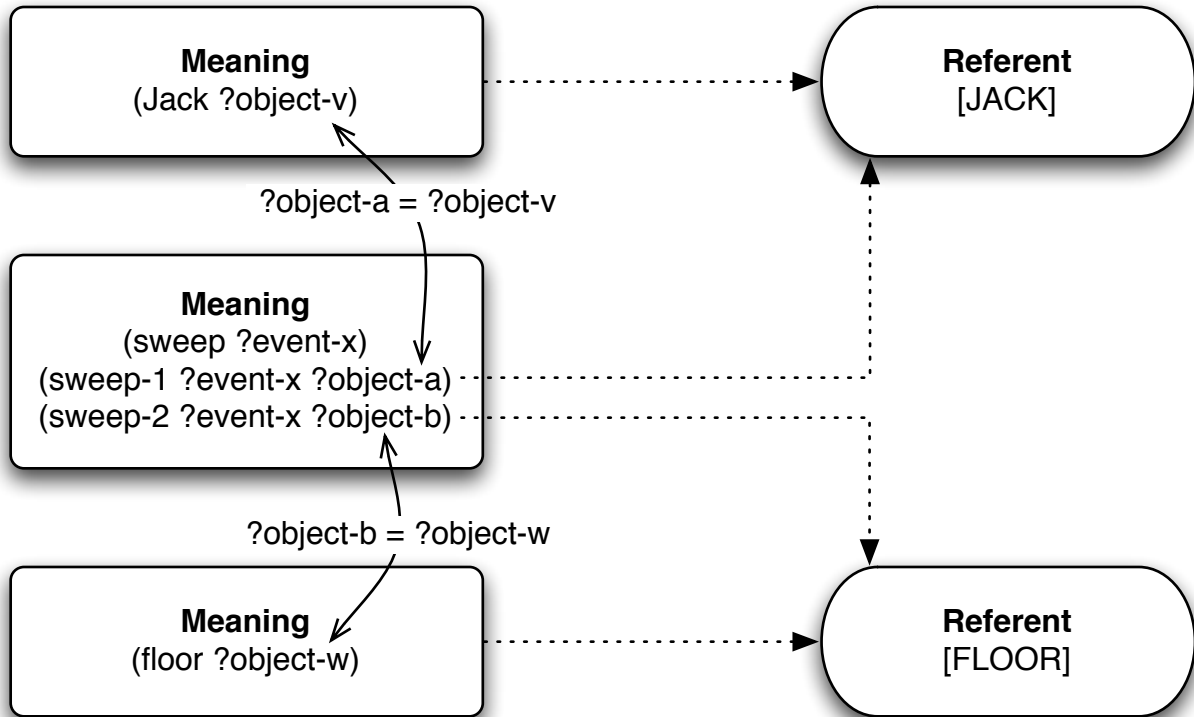 Meaning
(Jack ?object-v)
Referent
[JACK]
?object-a = ?object-v
Meaning
(sweep ?event-x)
(sweep-1 ?event-x ?object-a)
(sweep-2 ?event-x ?object-b)
?object-b = ?object-w
Meaning
(floor ?object-w)
Referent
[FLOOR]